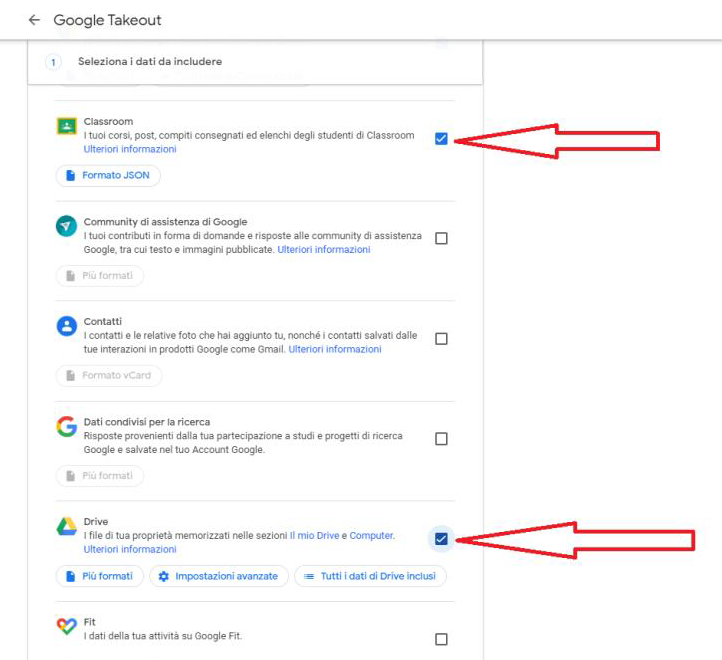 Google Takeout
1 Seleziona i dati da includere
Classroom
I tuoi corsi, post, compiti consegnati ed elenchi degli studenti di Classroom
Ulteriori informazioni
Formato JSON
Community di assistenza di Google
I tuoi contributi in forma di domande e risposte alle community di assistenza
Google, tra cui testo e immagini pubblicate. Ulteriori informazioni
Più formati
Contatti
I contatti e le relative foto che hai aggiunto tu, nonché i contatti salvati dalle
tue interazioni in prodotti Google come Gmail. Ulteriori informazioni
Formato vCard
Dati condivisi per la ricerca
Risposte provenienti dalla tua partecipazione a studi e progetti di ricerca
Google e salvate nel tuo Account Google.
Più formati
Drive
I file di tua proprietà memorizzati nelle sezioni Il mio Drive e Computer.
Ulteriori informazioni
Più formati Impostazioni avanzate Tutti i dati di Drive inclusi
Fit
I dati della tua attività su Google Fit.